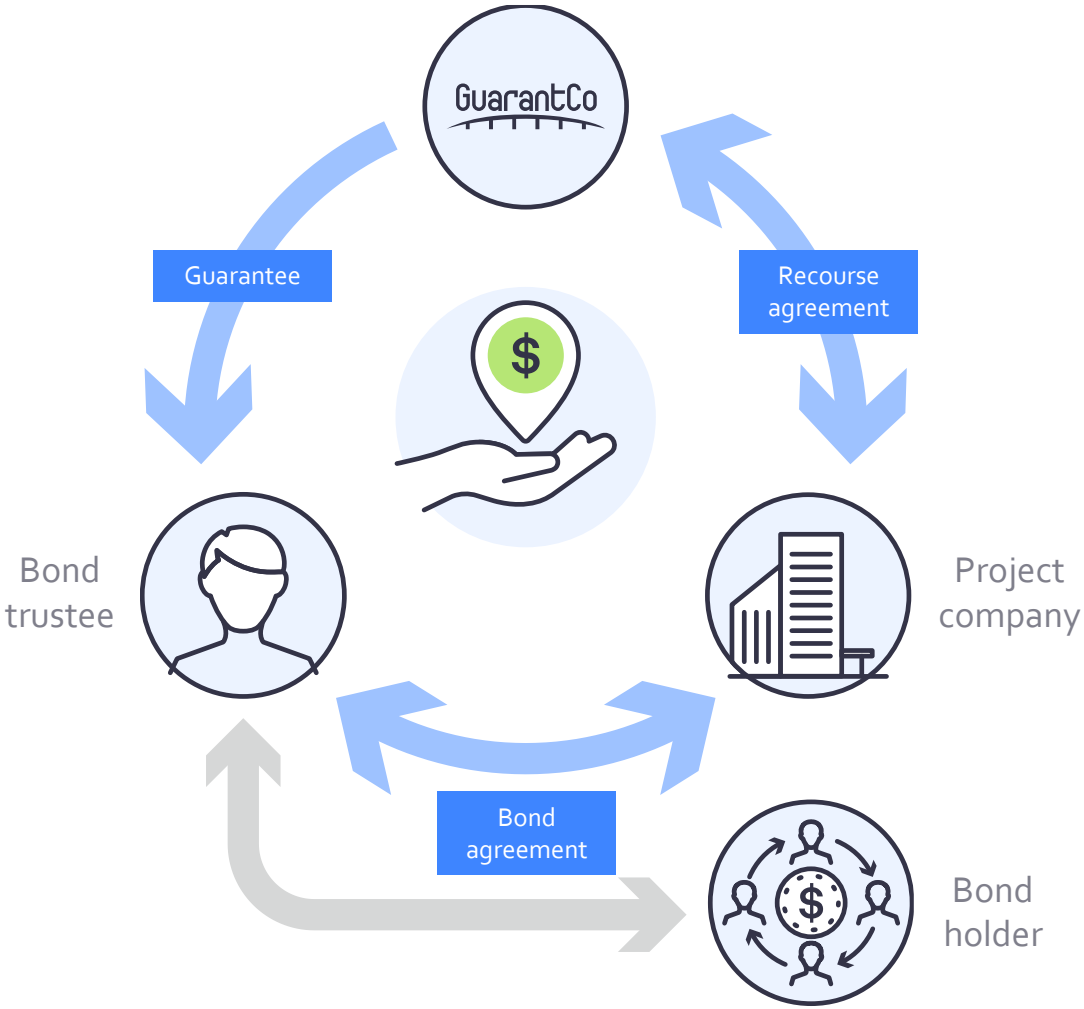 GuarantCo
Guarantee
Recourse
agreement
$
Bond
trustee
Project
company
Bond
agreement
$
Bond
holder